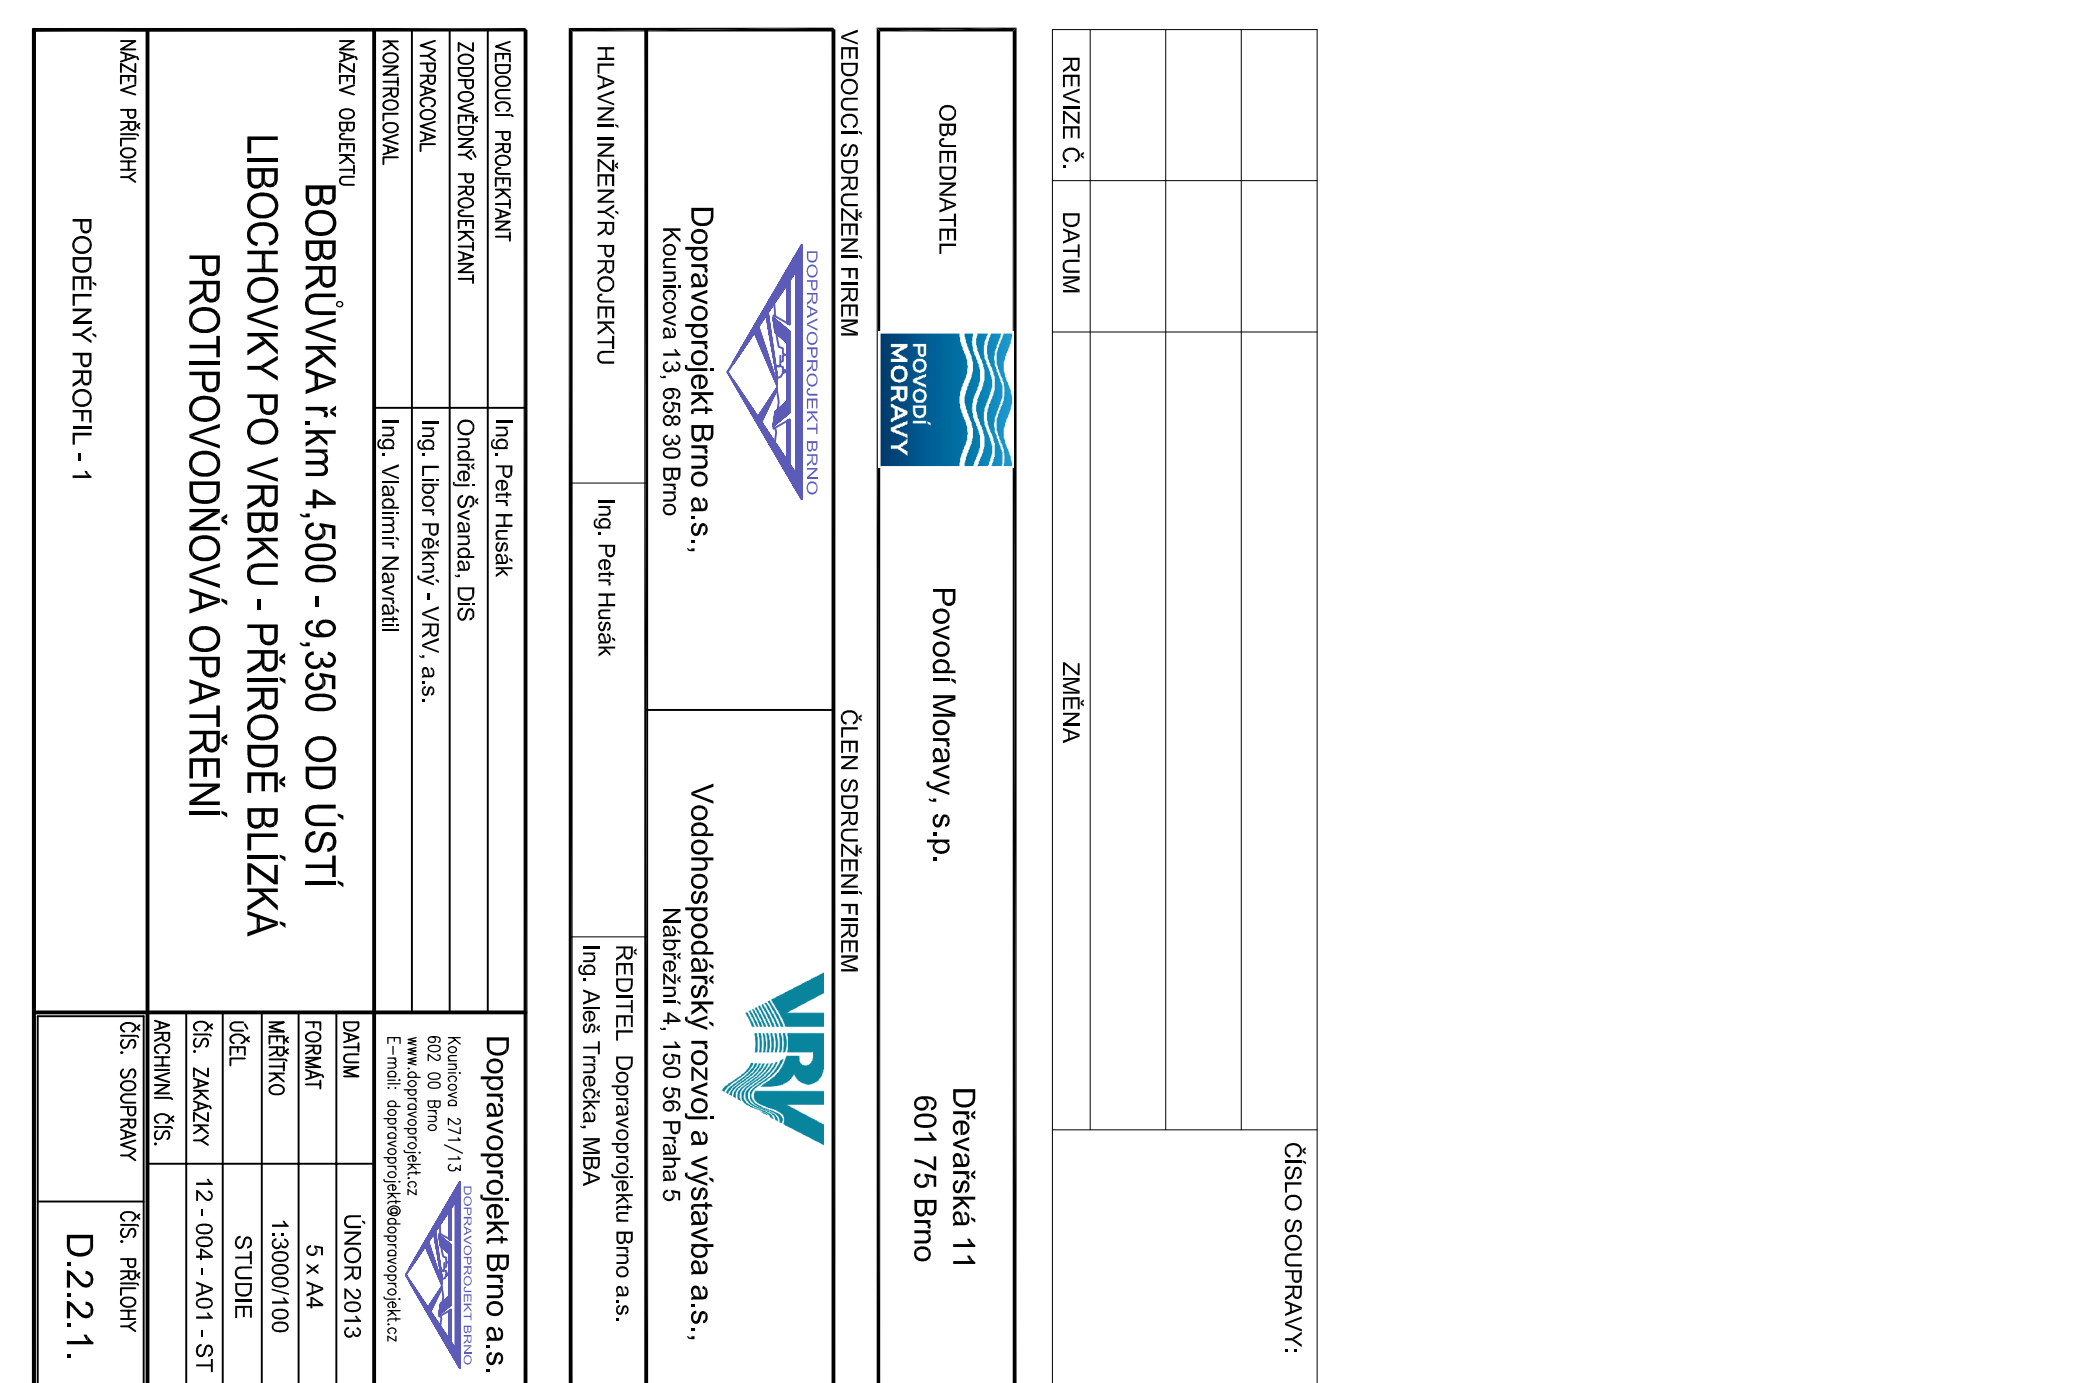 ČÍSLO SOUPRAVY:
REVIZE Č. DATUM ZMĚNA
OBJEDNATEL
POVODÍ
MORAVY
Povodí Moravy, s.p.
Dřevařská 11
601 75 Brno
VEDOUCÍ SDRUŽENÍ FIREM
ČLEN SDRUŽENÍ FIREM
DOPRAVOPROJEKT BRNO
Dopravoprojekt Brno a.s.,
Kounicova 13, 658 30 Brno
VRV
Vodohospodářský rozvoj a výstavba a.s.,
Nábřežní 4, 150 56 Praha 5
HLAVNÍ INŽENÝR PROJEKTU
Ing. Petr Husák
ŘEDITEL Dopravoprojektu Brno a.s.
Ing. Aleš Trnečka, MBA
VEDOUCÍ PROJEKTANT Ing. Petr Husák
ZODPOVĚDNÝ PROJEKTANT Ondřej Švanda, DiS
VYPRACOVAL Ing. Libor Pěkný - VRV, a.s.
KONTROLOVAL Ing. Vladimír Navrátil
Dopravoprojekt Brno a.s.
Kounicova 271/13
602 00 Brno
www.dopravoprojekt.cz
E-mail: dopravoprojekt@dopravoprojekt.cz
DOPRAVOPROJEKT BRNO
NÁZEV OBJEKTU
BOBRŮVKA ř.km 4,500 - 9,350 OD ÚSTÍ
LIBOCHOVKY PO VRBKU - PŘÍRODĚ BLÍZKÁ
PROTIPOVODŇOVÁ OPATŘENÍ
DATUM ÚNOR 2013
FORMÁT 5 x A4
MĚŘÍTKO 1:3000/100
ÚČEL STUDIE
ČÍS. ZAKÁZKY 12 - 004 - A01 - ST
ARCHIVNÍ ČÍS.
NÁZEV PŘÍLOHY
PODÉLNÝ PROFIL - 1
ČÍS. SOUPRAVY
ČÍS. PŘÍLOHY
D.2.2.1.